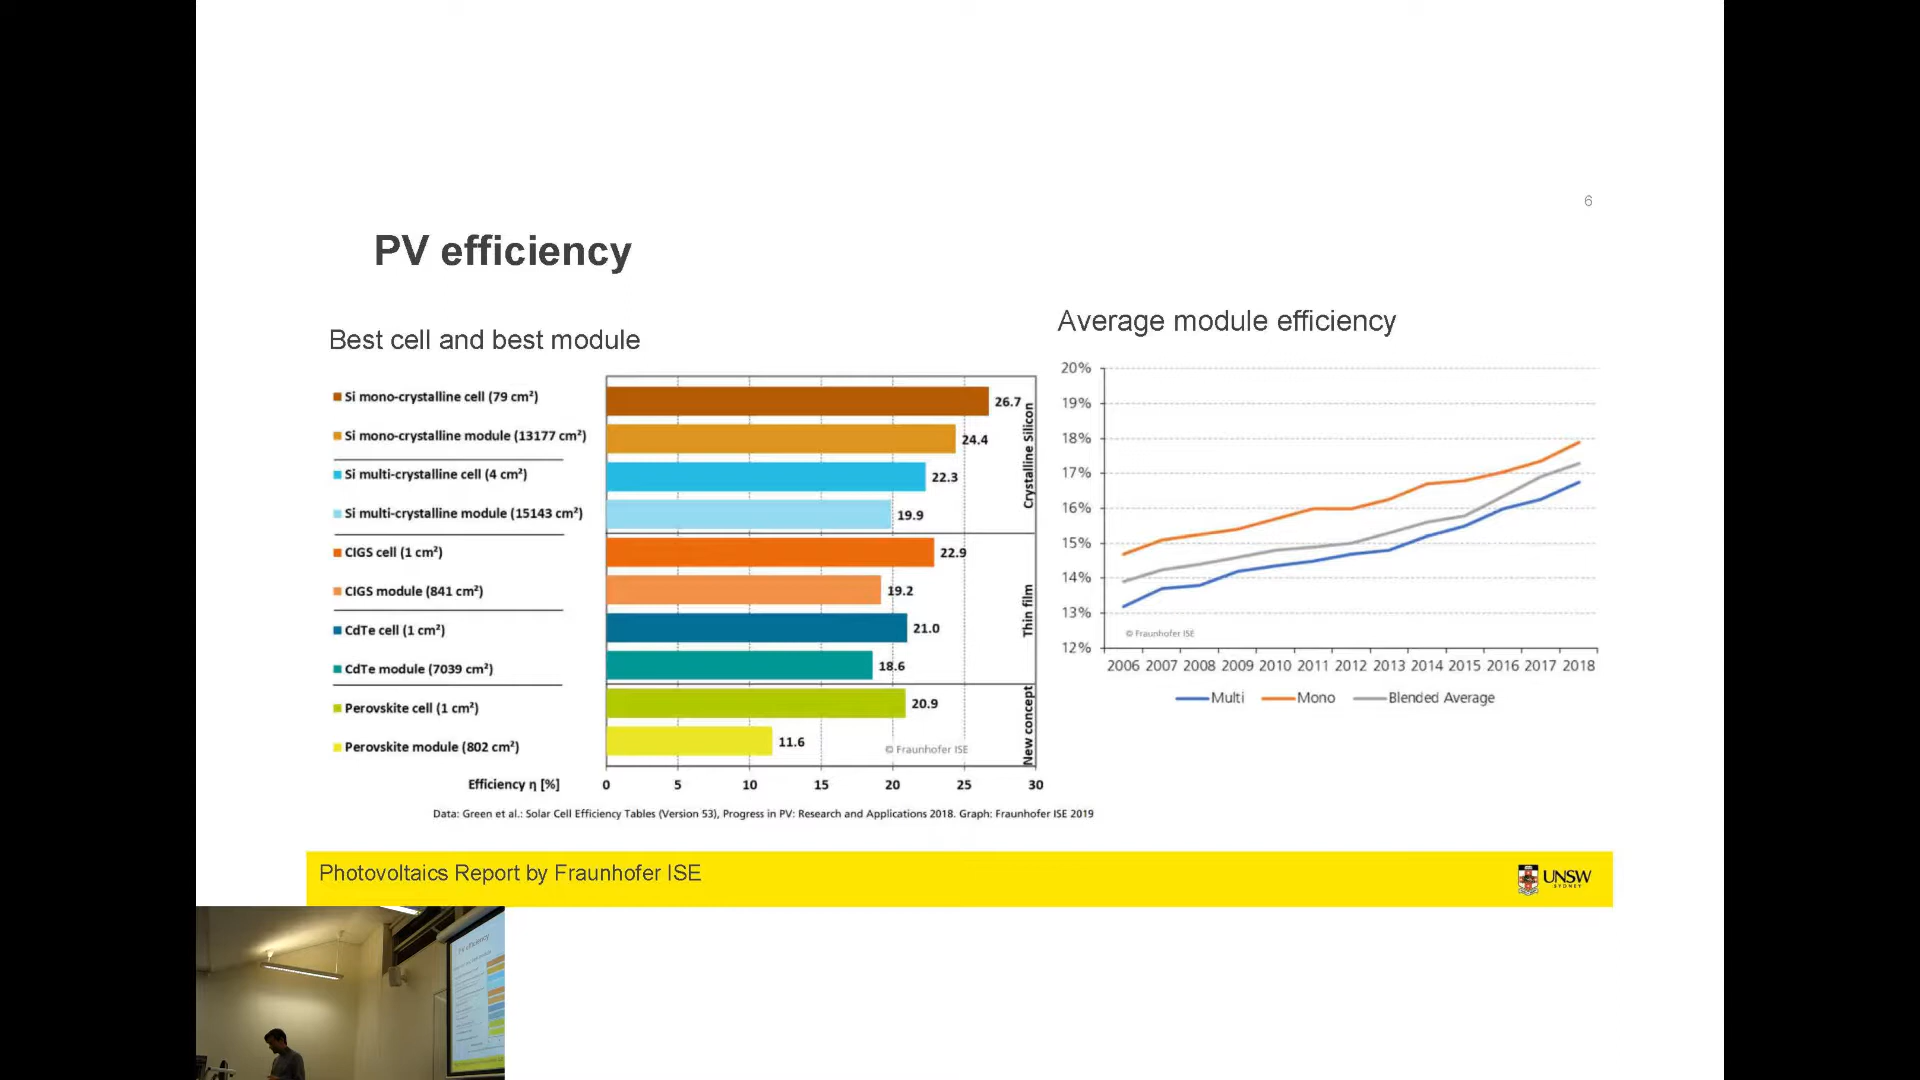 6
PV efficiency
Best cell and best module
Si mono-crystalline cell (79 cm²)
Si mono-crystalline module (13177 cm²)
Si multi-crystalline cell (4 cm²)
Si multi-crystalline module (15143 cm²)
CIGS cell (1 cm²)
CIGS module (841 cm²)
CdTe cell (1 cm²)
CdTe module (7039 cm²)
Perovskite cell (1 cm²)
Perovskite module (802 cm²)
26.7
24.4
22.3
19.9
22.9
19.2
21.0
18.6
20.9
11.6
Crystalline Silicon
Thin film
New concept
© Fraunhofer ISE
Efficiency η [%]
0 5 10 15 20 25 30
Data: Green et al.: Solar Cell Efficiency Tables (Version 53), Progress in PV: Research and Applications 2018. Graph: Fraunhofer ISE 2019
Average module efficiency
20%
19%
18%
17%
16%
15%
14%
13%
12%
© Fraunhofer ISE
2006 2007 2008 2009 2010 2011 2012 2013 2014 2015 2016 2017 2018
Multi Mono Blended Average
Photovoltaics Report by Fraunhofer ISE
UNSW
SYDNEY
PV efficiency